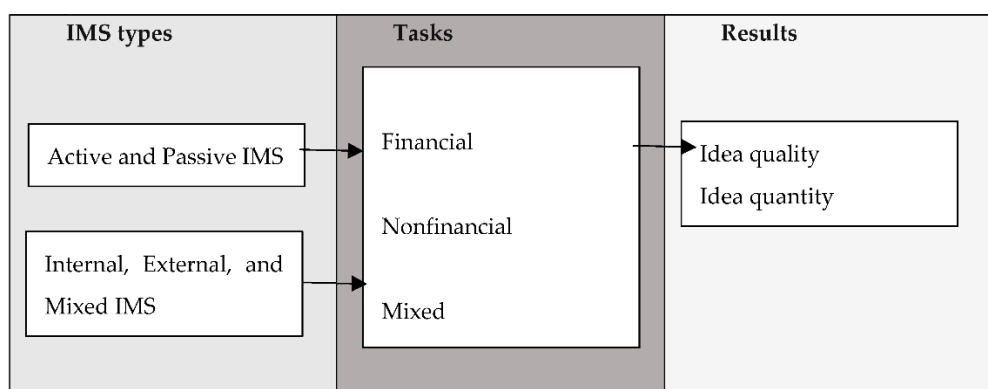 IMS types
Tasks
Results
Active and Passive IMS
Internal, External, and
Mixed IMS
Financial
Nonfinancial
Mixed
Idea quality
Idea quantity